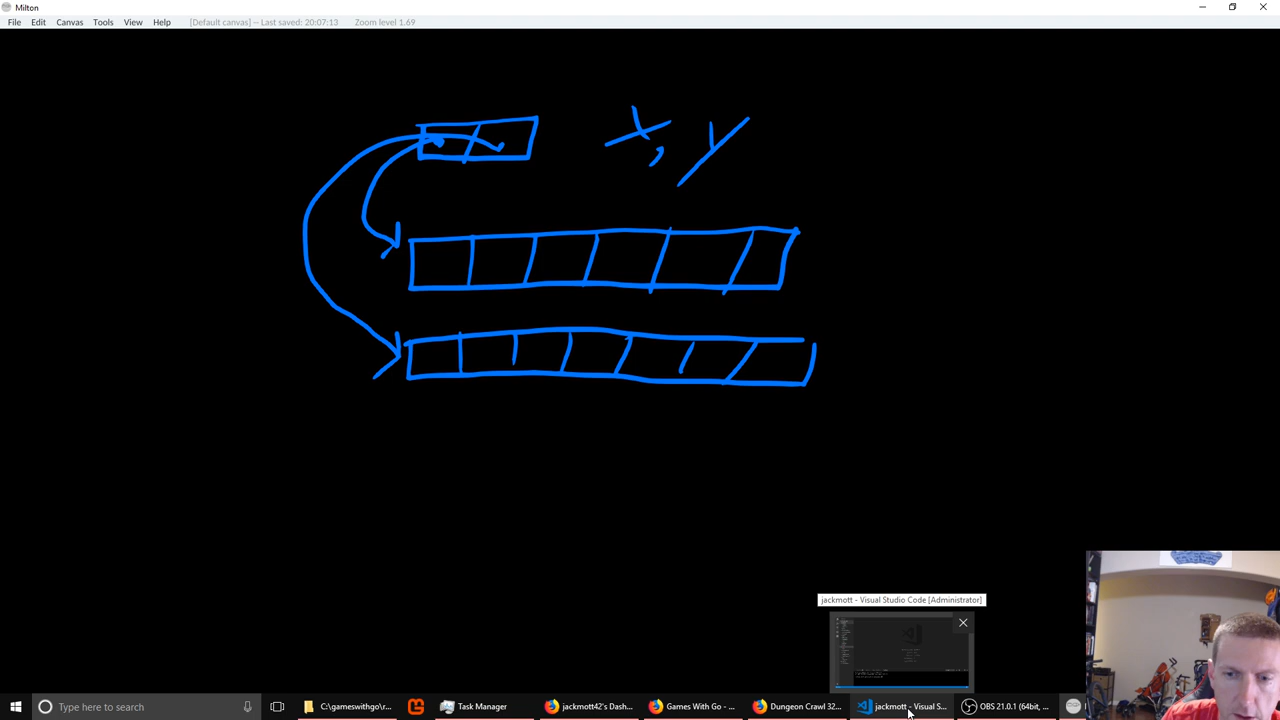 Milton
File Edit Canvas Tools View Help [Default canvas] -- Last saved: 20:07:13 Zoom level 1.69
x, y
jackmott - Visual Studio Code [Administrator]
Type here to search C:\gameswithgo\r... Task Manager jackmott42's Dash... Games With Go - ... Dungeon Crawl 32... jackmott - Visual S... OBS 21.0.1 (64bit, ...